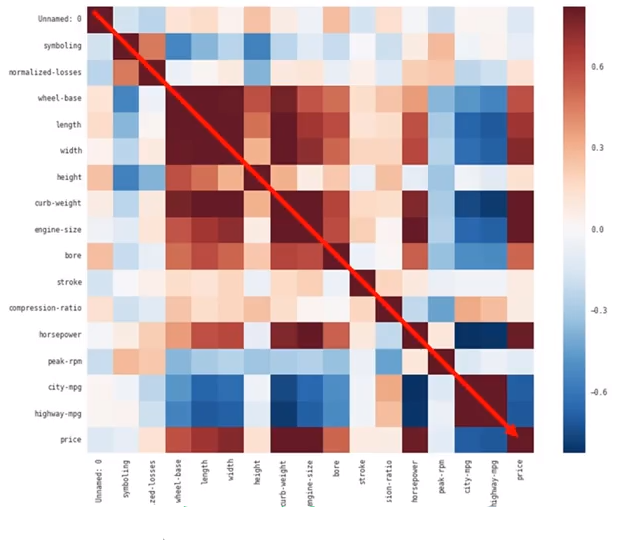 Unnamed: 0
symboling
normalized-losses
wheel-base
length
width
height
curb-weight
engine-size
bore
stroke
compression-ratio
horsepower
peak-rpm
city-mpg
highway-mpg
price
0.6
0.3
0.0
-0.3
-0.6
Unnamed: 0
symboling
zed-losses
wheel-base
length
width
height
curb-weight
engine-size
bore
stroke
sion-ratio
horsepower
peak-rpm
city-mpg
highway-mpg
price